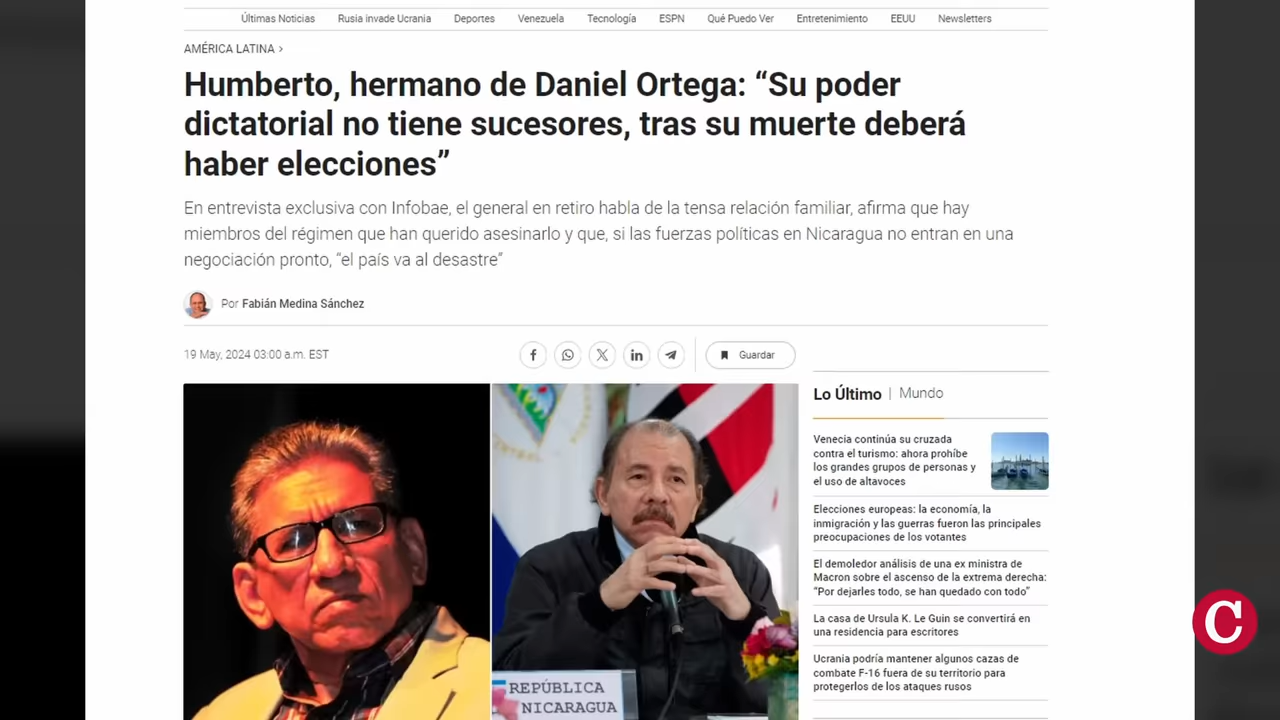 Últimas Noticias Rusia invade Ucrania Deportes Venezuela Tecnología ESPN Qué Puedo Ver Entretenimiento EEUU Newsletters
AMÉRICA LATINA >
Humberto, hermano de Daniel Ortega: “Su poder
dictatorial no tiene sucesores, tras su muerte deberá
haber elecciones”
En entrevista exclusiva con Infobae, el general en retiro habla de la tensa relación familiar, afirma que hay
miembros del régimen que han querido asesinarlo y que, si las fuerzas políticas en Nicaragua no entran en una
negociación pronto, “el país va al desastre”
Por Fabián Medina Sánchez
19 May, 2024 03:00 a.m. EST
Guardar
Lo Último | Mundo
Venecia continúa su cruzada
contra el turismo: ahora prohíbe
los grandes grupos de personas y
el uso de altavoces
Elecciones europeas: la economía, la
inmigración y las guerras fueron las principales
preocupaciones de los votantes
El demoledor análisis de una ex ministra de
Macron sobre el ascenso de la extrema derecha:
“Por dejarles todo, se han quedado con todo”
La casa de Ursula K. Le Guin se convertirá en
una residencia para escritores
Ucrania podría mantener algunos cazas de
combate F-16 fuera de su territorio para
protegerlos de los ataques rusos
REPÚBLICA
NICARAGUA
C